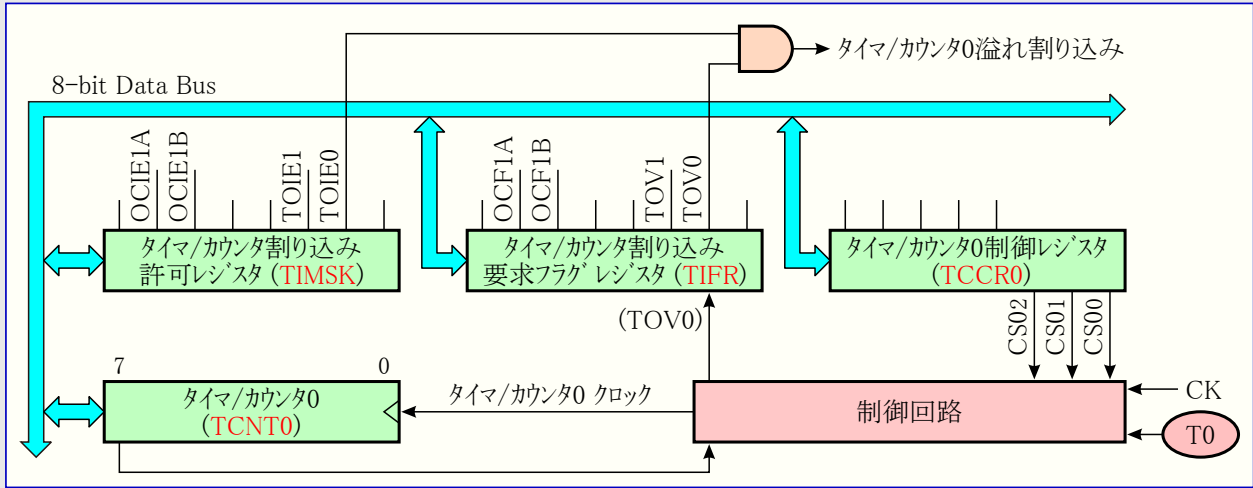 タイマ/カウンタ0溢れ割り込み
8-bit Data Bus
OCIE1A
OCIE1B
TOIE1
TOIE0
OCF1A
OCF1B
TOV1
TOV0
タイマ/カウンタ割り込み
許可レジスタ (TIMSK)
タイマ/カウンタ割り込み
要求フラグ レジスタ (TIFR)
タイマ/カウンタ0制御レジスタ
(TCCR0)
(TOV0)
CS02
CS01
CS00
7
0
タイマ/カウンタ0
(TCNT0)
タイマ/カウンタ0 クロック
制御回路
CK
T0